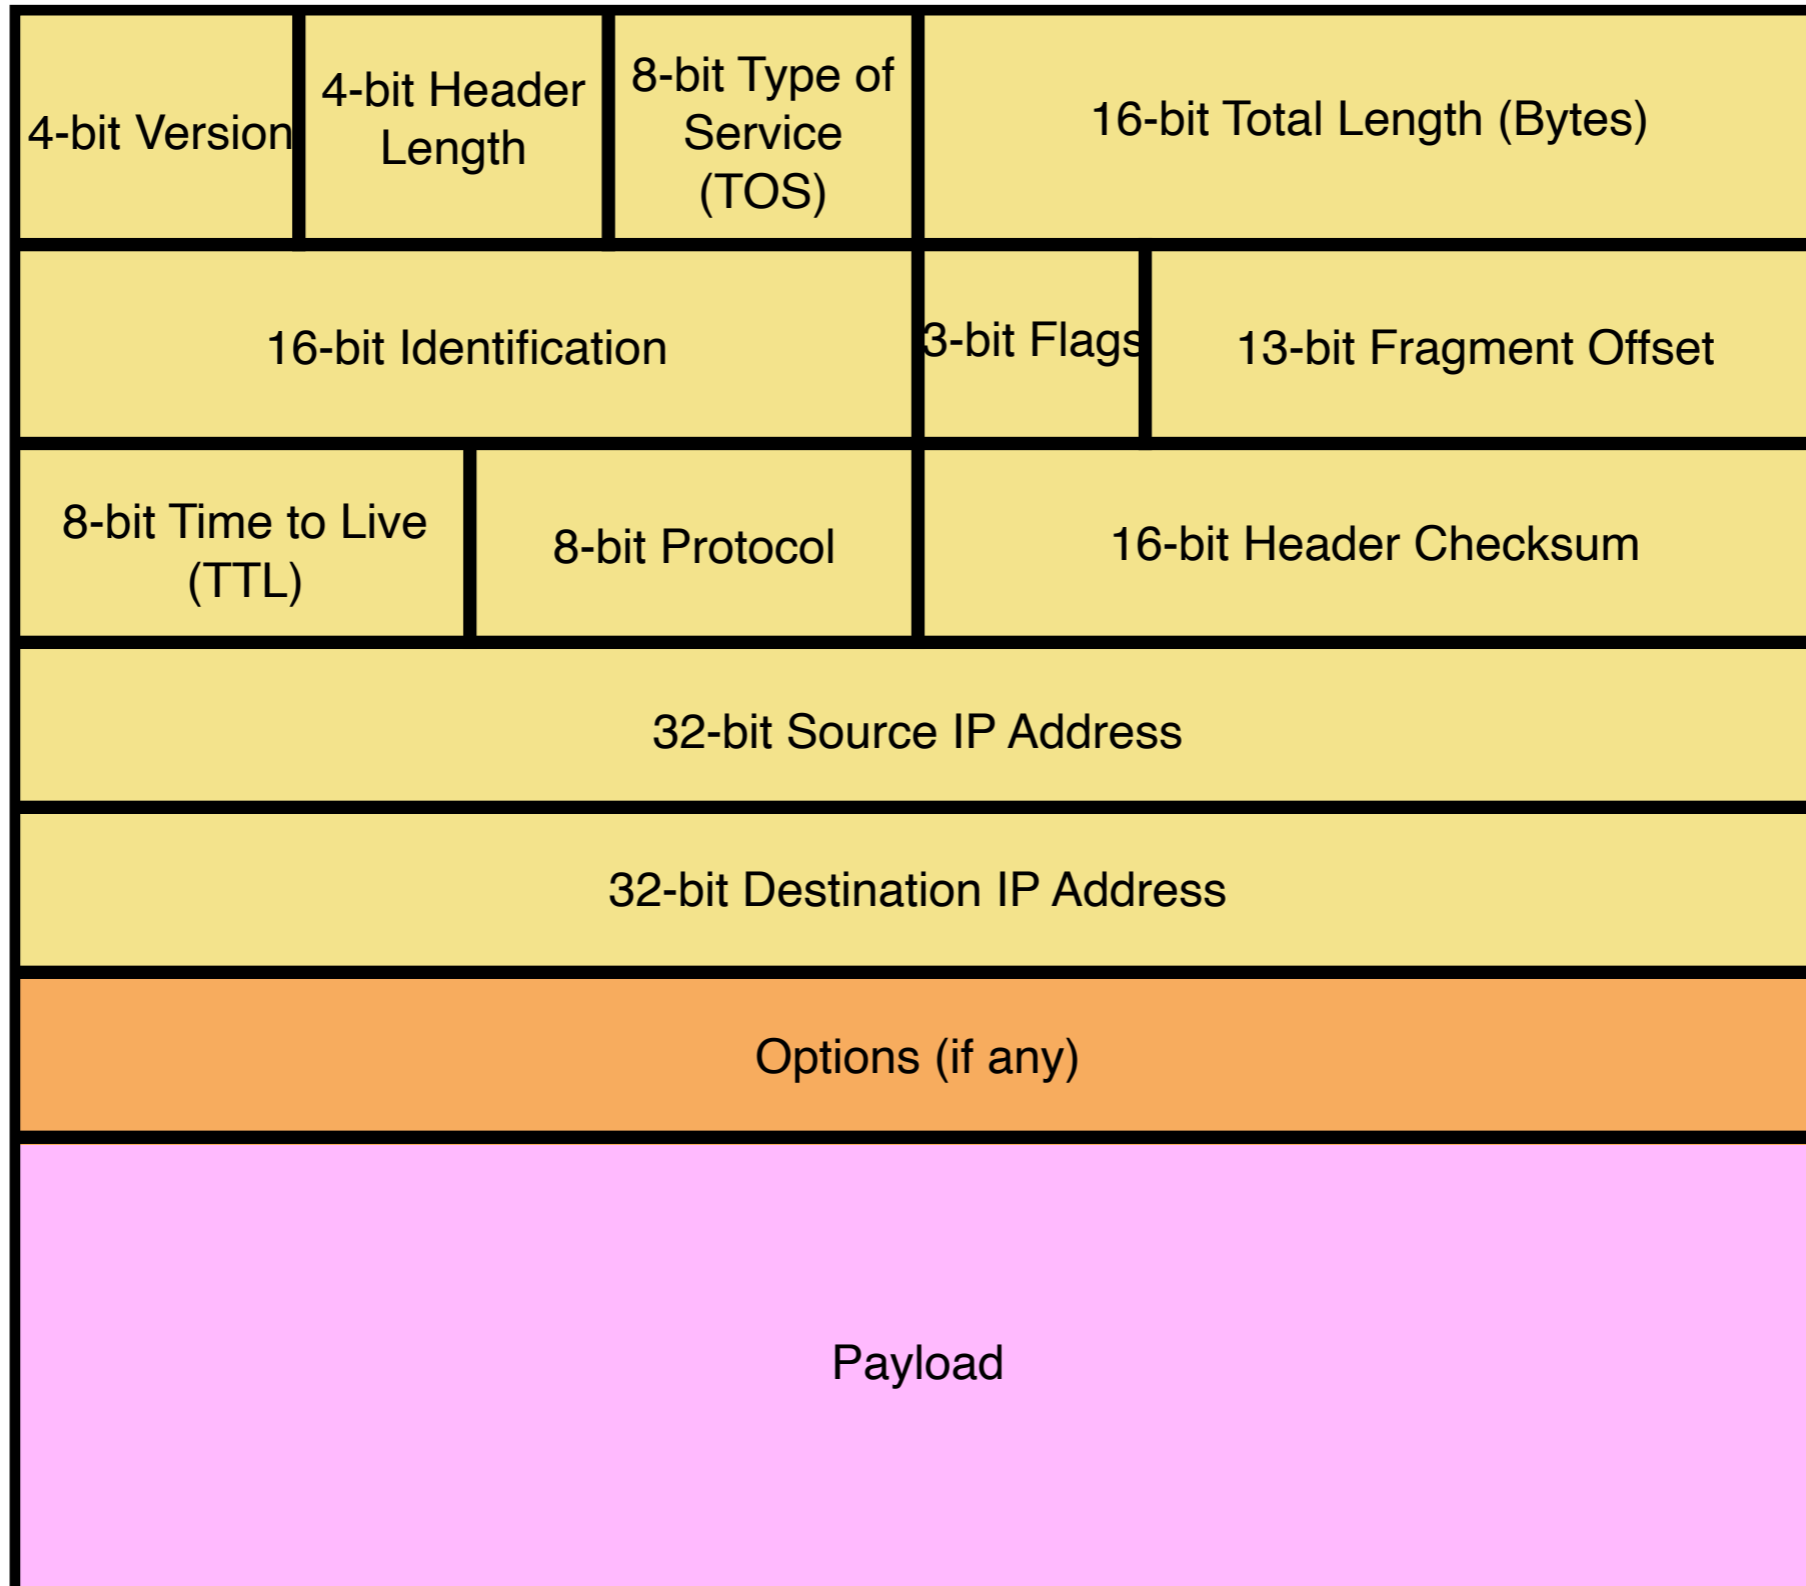 4-bit Version
4-bit Header
Length
8-bit Type of
Service
(TOS)
16-bit Total Length (Bytes)
16-bit Identification
3-bit Flags
13-bit Fragment Offset
8-bit Time to Live
(TTL)
8-bit Protocol
16-bit Header Checksum
32-bit Source IP Address
32-bit Destination IP Address
Options (if any)
Payload